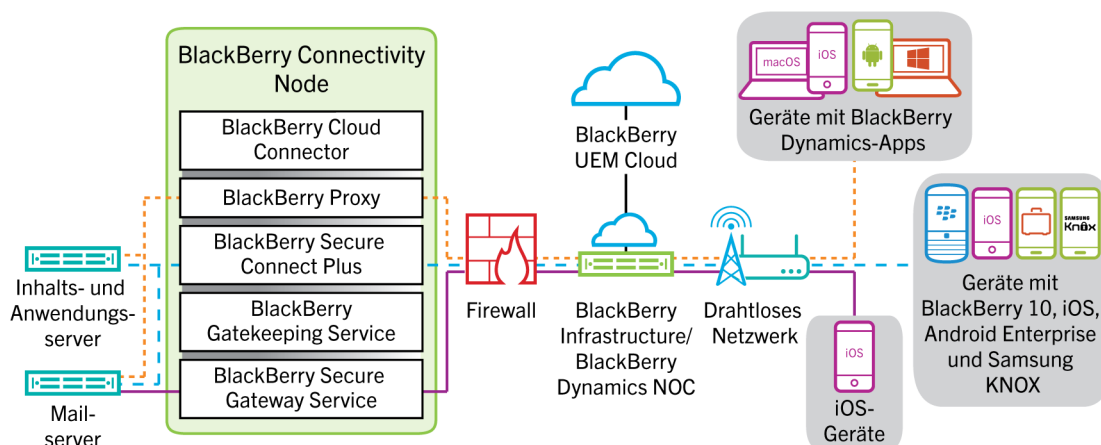 BlackBerry Connectivity
Node
BlackBerry Cloud
Connector
BlackBerry Proxy
BlackBerry Secure
Connect Plus
BlackBerry
Gatekeeping Service
BlackBerry Secure
Gateway Service
Inhalts- und
Anwendungs-
server
Mail-
server
Firewall
BlackBerry
UEM Cloud
BlackBerry
Infrastructure/
BlackBerry
Dynamics NOC
Drahtloses
Netzwerk
macOS
iOS
Geräte mit BlackBerry
Dynamics-Apps
iOS
SAMSUNG
Knox
Geräte mit
BlackBerry 10, iOS,
Android Enterprise
und Samsung
KNOX
iOS
iOS-
Geräte